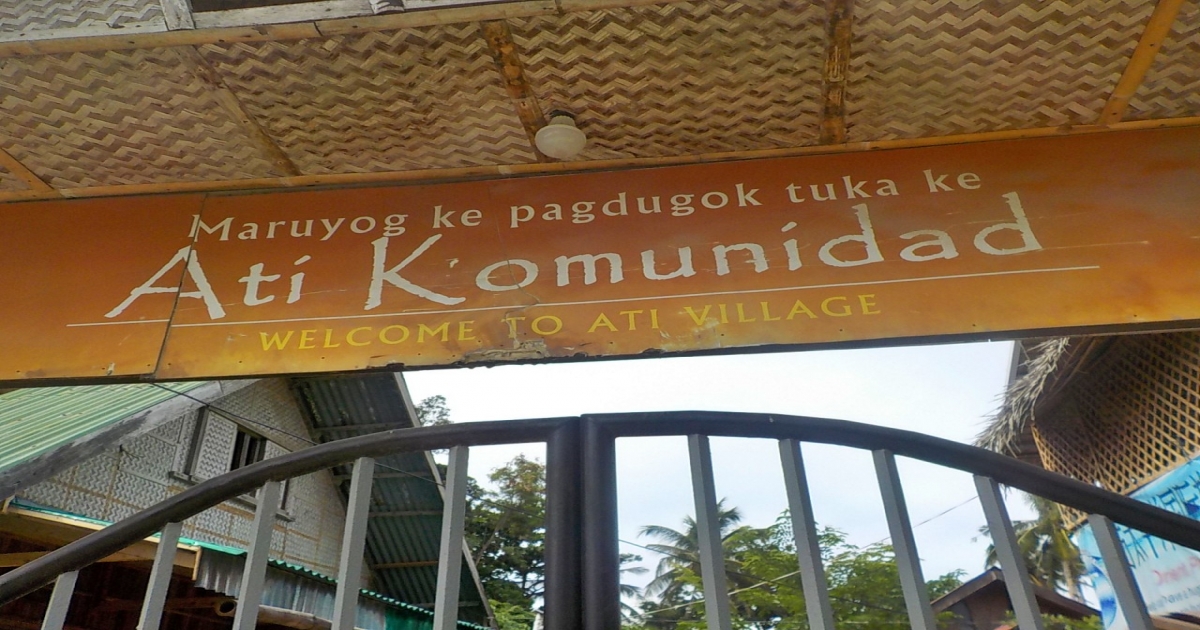 Maruyog ke pagdugok tuka ke
Ati Komunidad
WELCOME TO ATI VILLAGE